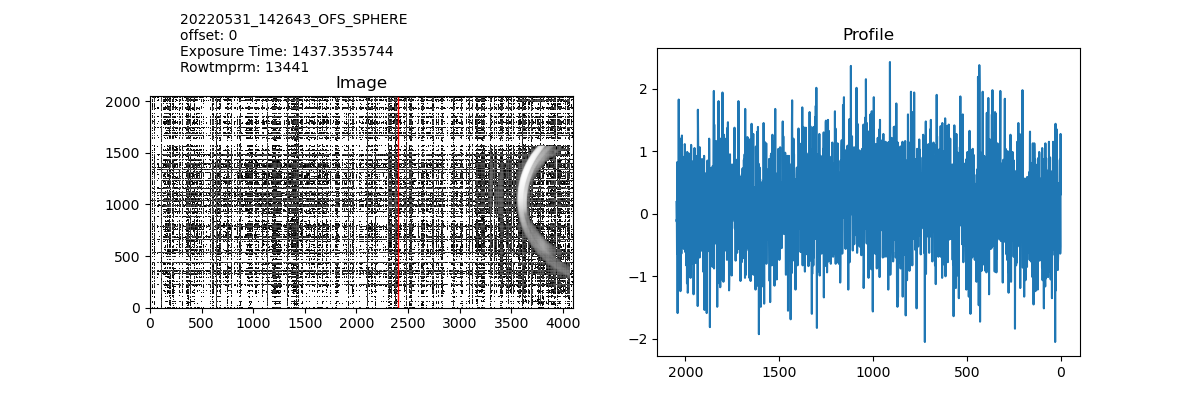 20220531_142643_OFS_SPHERE
offset: 0
Exposure Time: 1437.3535744
Rowtmprm: 13441
Image
2000
1500
1000
500
0
0 500 1000 1500 2000 2500 3000 3500 4000
Profile
2
1
0
−1
−2
2000 1500 1000 500 0